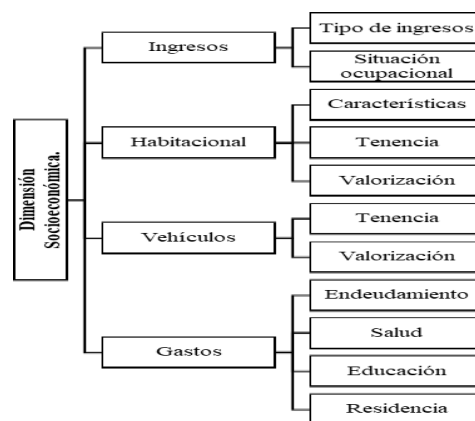 Dimensión
Socioeconómica.
Ingresos
Tipo de ingresos
Situación
ocupacional
Habitacional
Características
Tenencia
Valorización
Vehículos
Tenencia
Valorización
Gastos
Endeudamiento
Salud
Educación
Residencia